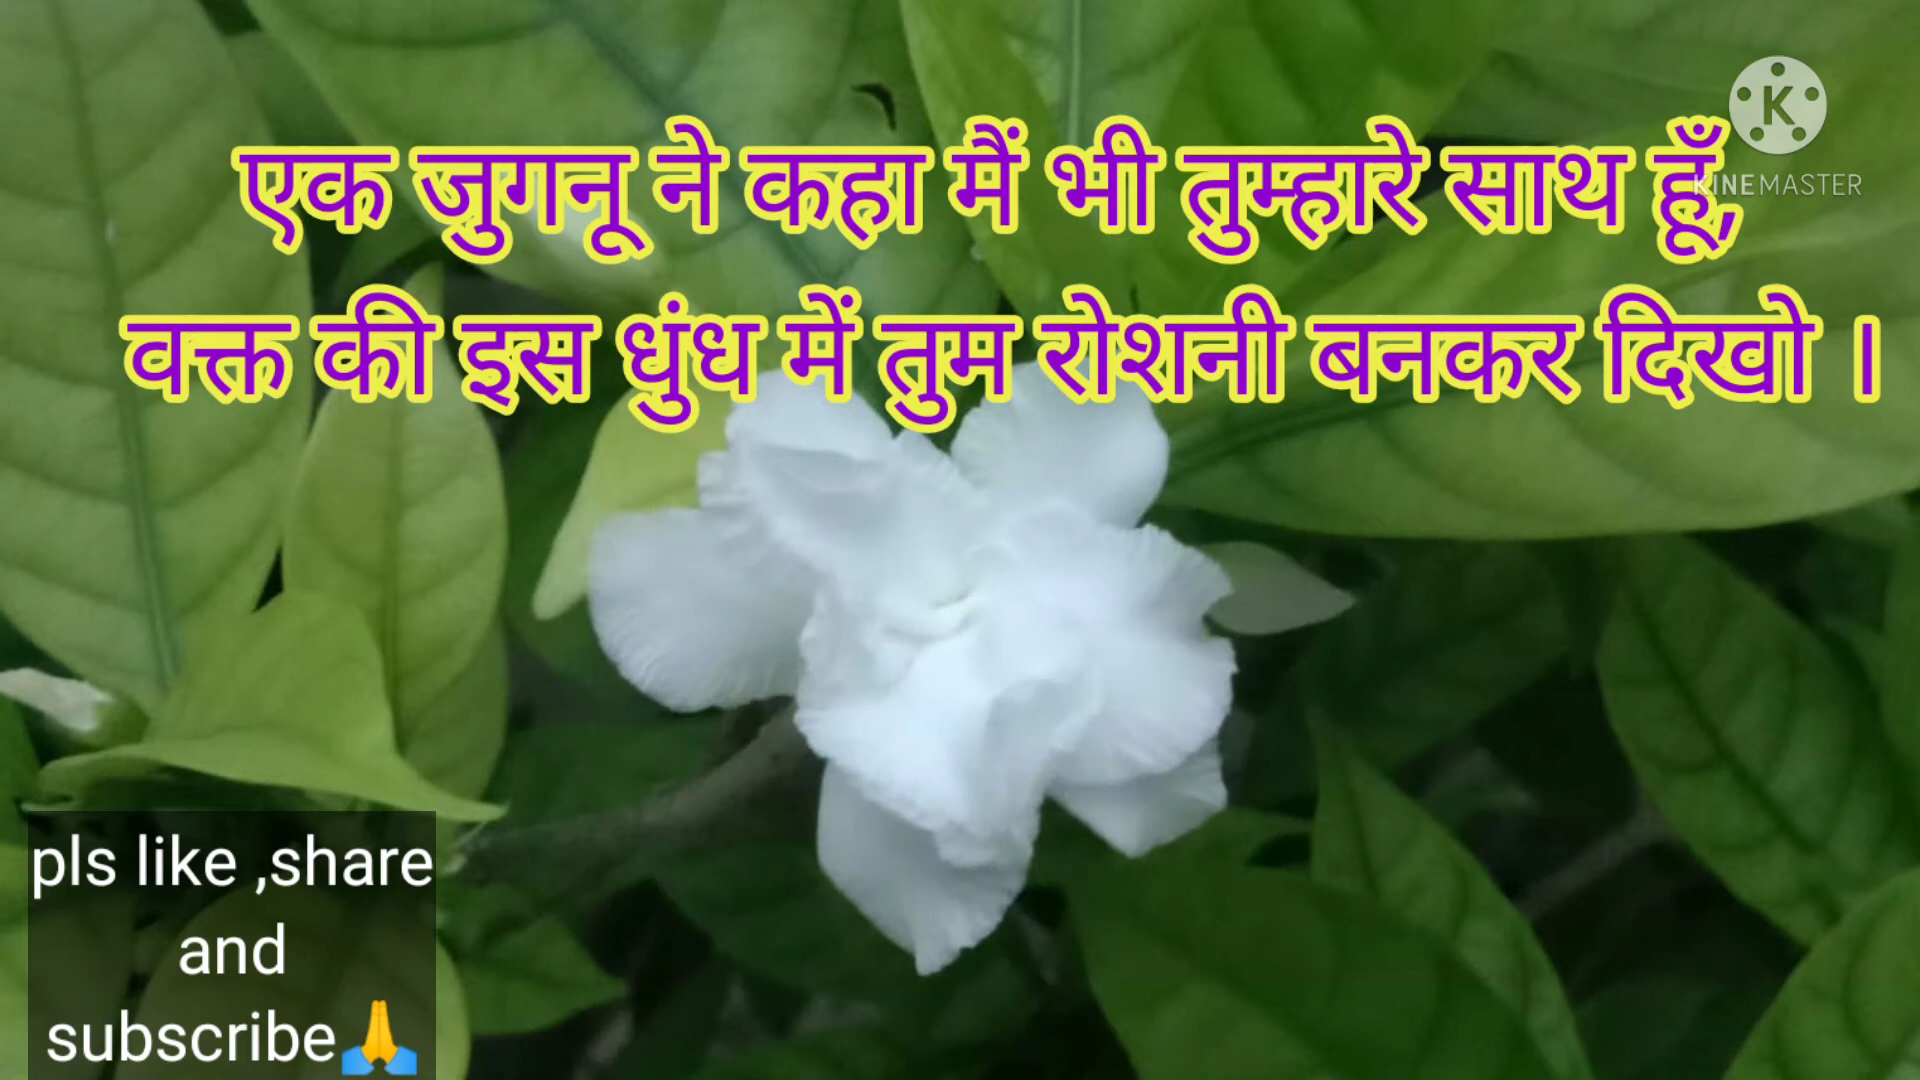 एक जुगनू ने कहा मैं भी तुम्हारे साथ हूँ,
वक्त की इस धुंध में तुम रोशनी बनकर दिखो ।
K
KINEMASTER
pls like ,share
and
subscribe🙏